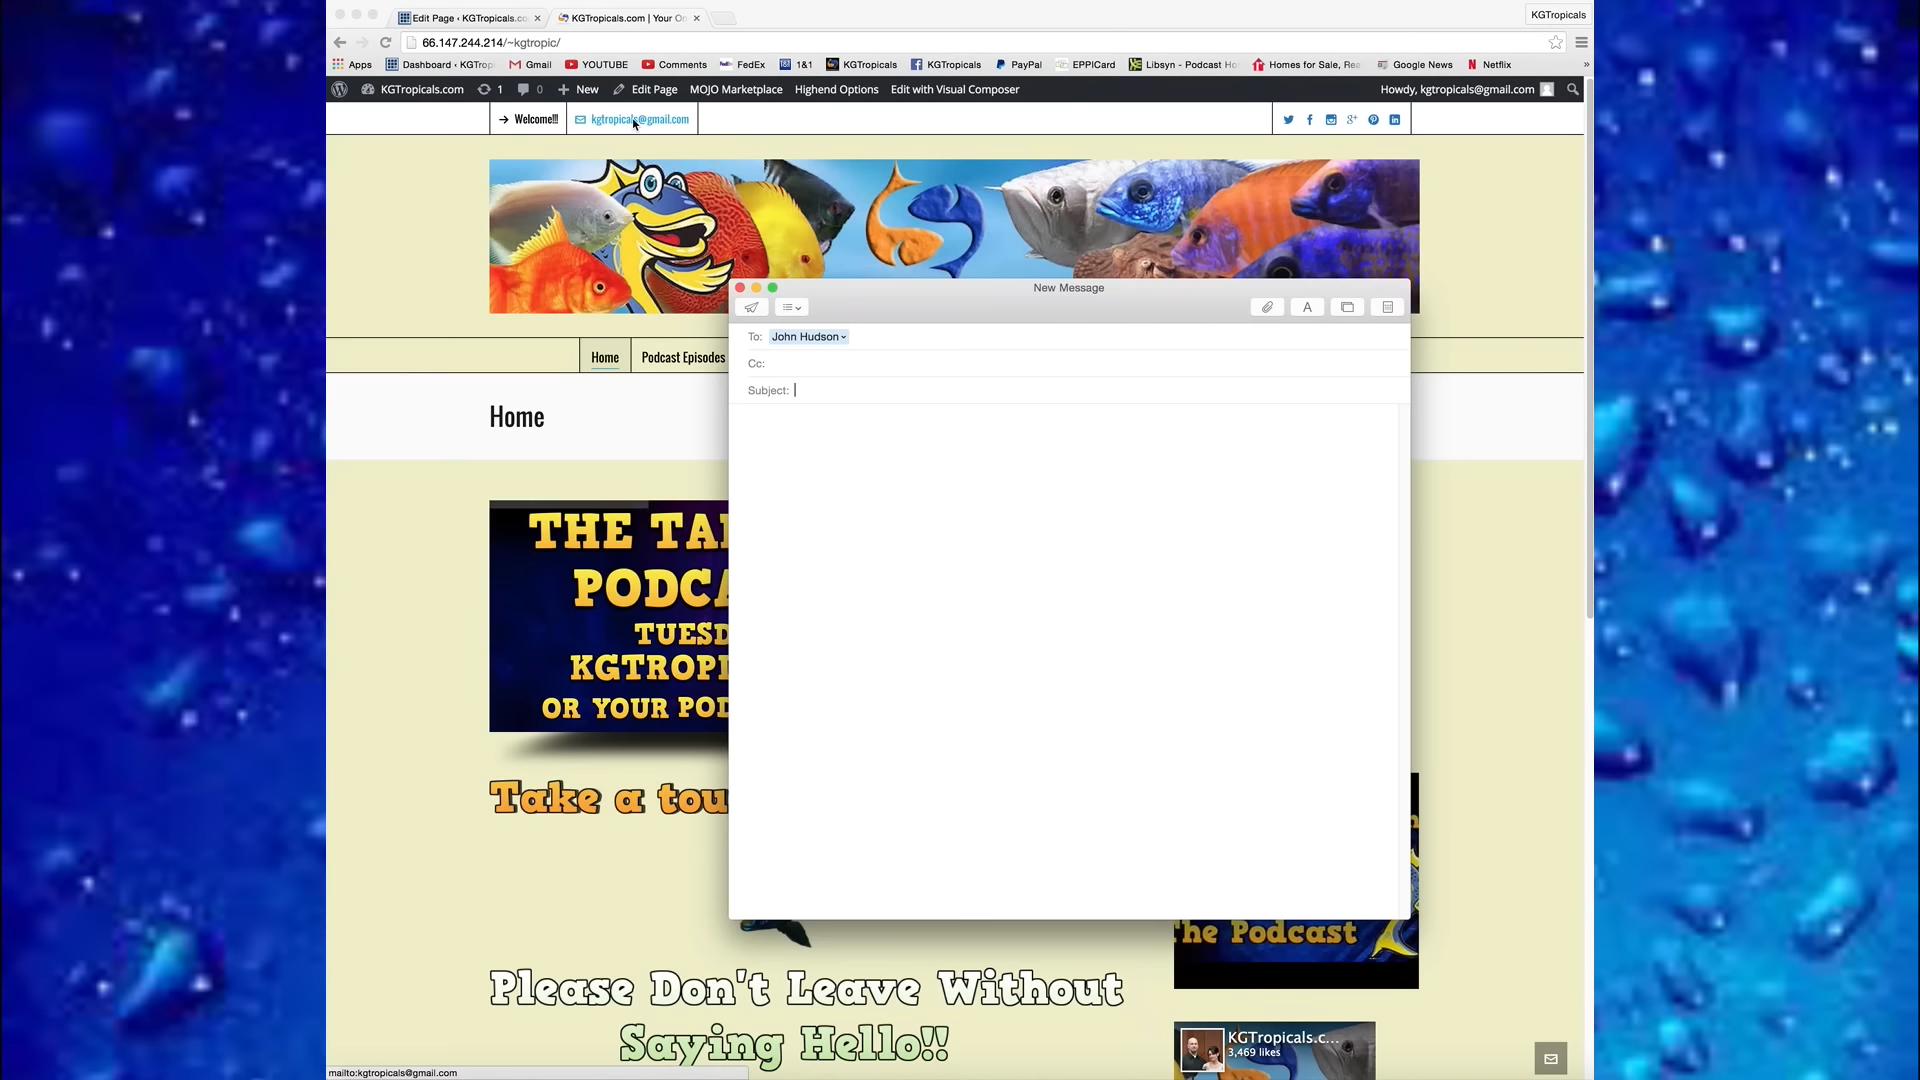 Edit Page ‹ KGTropicals.co
KGTropicals.com | Your On
KGTropicals
66.147.244.214/~kgtropic/
Apps
Dashboard ‹ KGTrop
Gmail
YOUTUBE
Comments
FedEx
1&1
KGTropicals
KGTropicals
PayPal
EPPICard
Libsyn - Podcast Ho
Homes for Sale, Rea
Google News
Netflix
»
KGTropicals.com
1
0
New
Edit Page
MOJO Marketplace
Highend Options
Edit with Visual Composer
Howdy, kgtropicals@gmail.com
Welcome!!!
kgtropicals@gmail.com
New Message
To: John Hudson
Cc:
Subject:
Home
Podcast Episodes
Home
THE TA
PODCA
TUESD
KGTROPI
OR YOUR POD
Take a tou
The Podcast
Please Don't Leave Without
Saying Hello!!
KGTropicals.c...
3,469 likes
mailto:kgtropicals@gmail.com